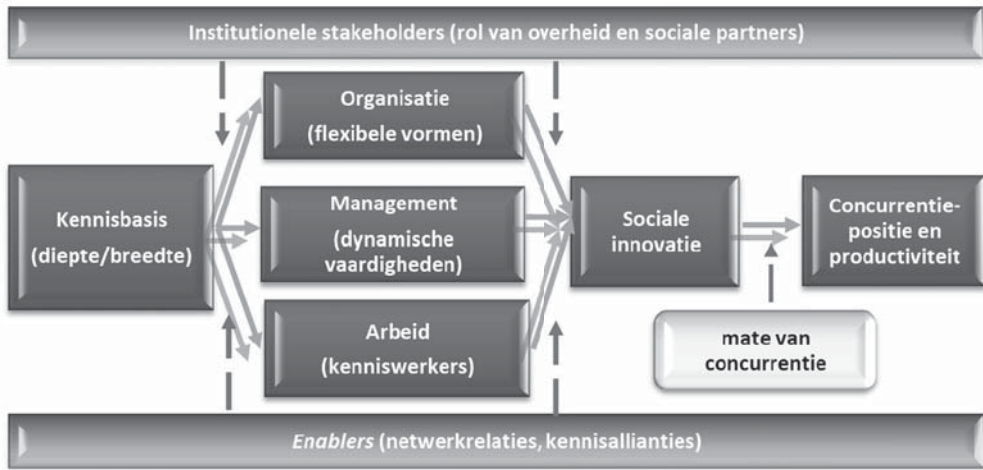 Institutionele stakeholders (rol van overheid en sociale partners)
Organisatie
(flexibele vormen)
Kennisbasis
(diepte/breedte)
Management
(dynamische
vaardigheden)
Arbeid
(kenniswerkers)
Sociale
innovatie
Concurrentie-
positie en
productiviteit
mate van
concurrentie
Enablers (netwerkrelaties, kennisallianties)